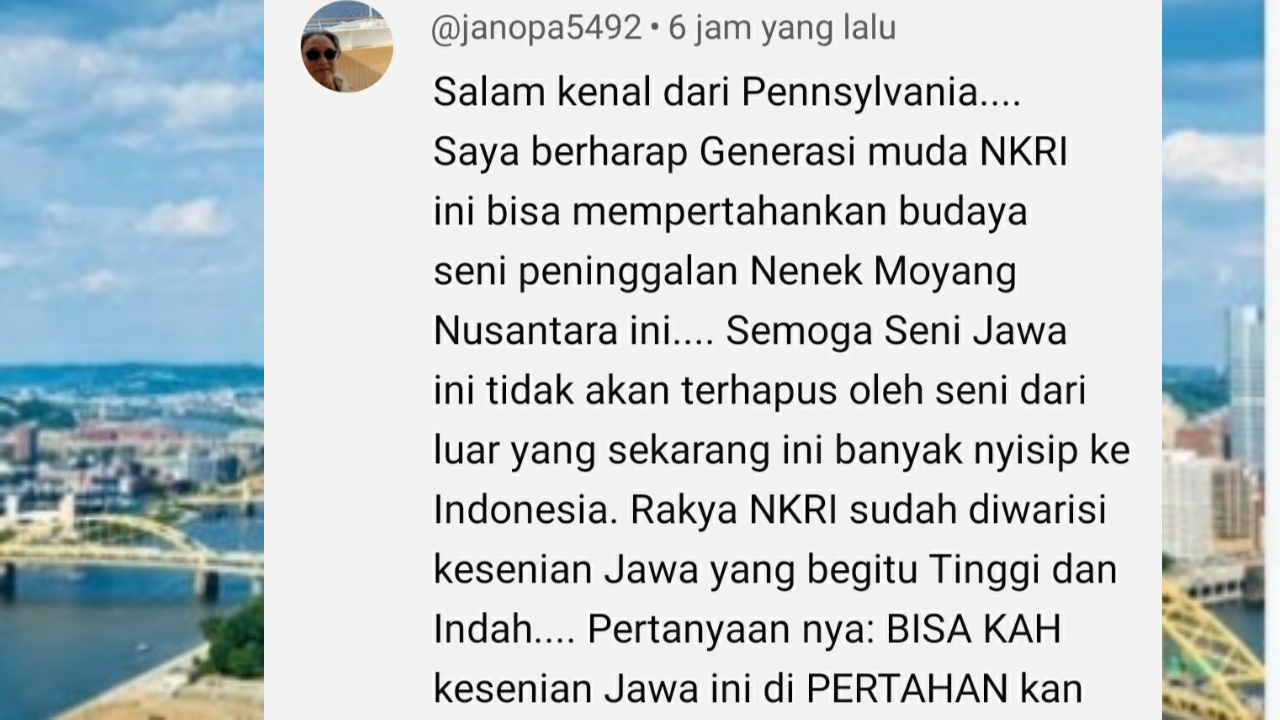 @janopa5492 • 6 jam yang lalu
Salam kenal dari Pennsylvania....
Saya berharap Generasi muda NKRI
ini bisa mempertahankan budaya
seni peninggalan Nenek Moyang
Nusantara ini.... Semoga Seni Jawa
ini tidak akan terhapus oleh seni dari
luar yang sekarang ini banyak nyisip ke
Indonesia. Rakya NKRI sudah diwarisi
kesenian Jawa yang begitu Tinggi dan
Indah.... Pertanyaan nya: BISA KAH
kesenian Jawa ini di PERTAHAN kan